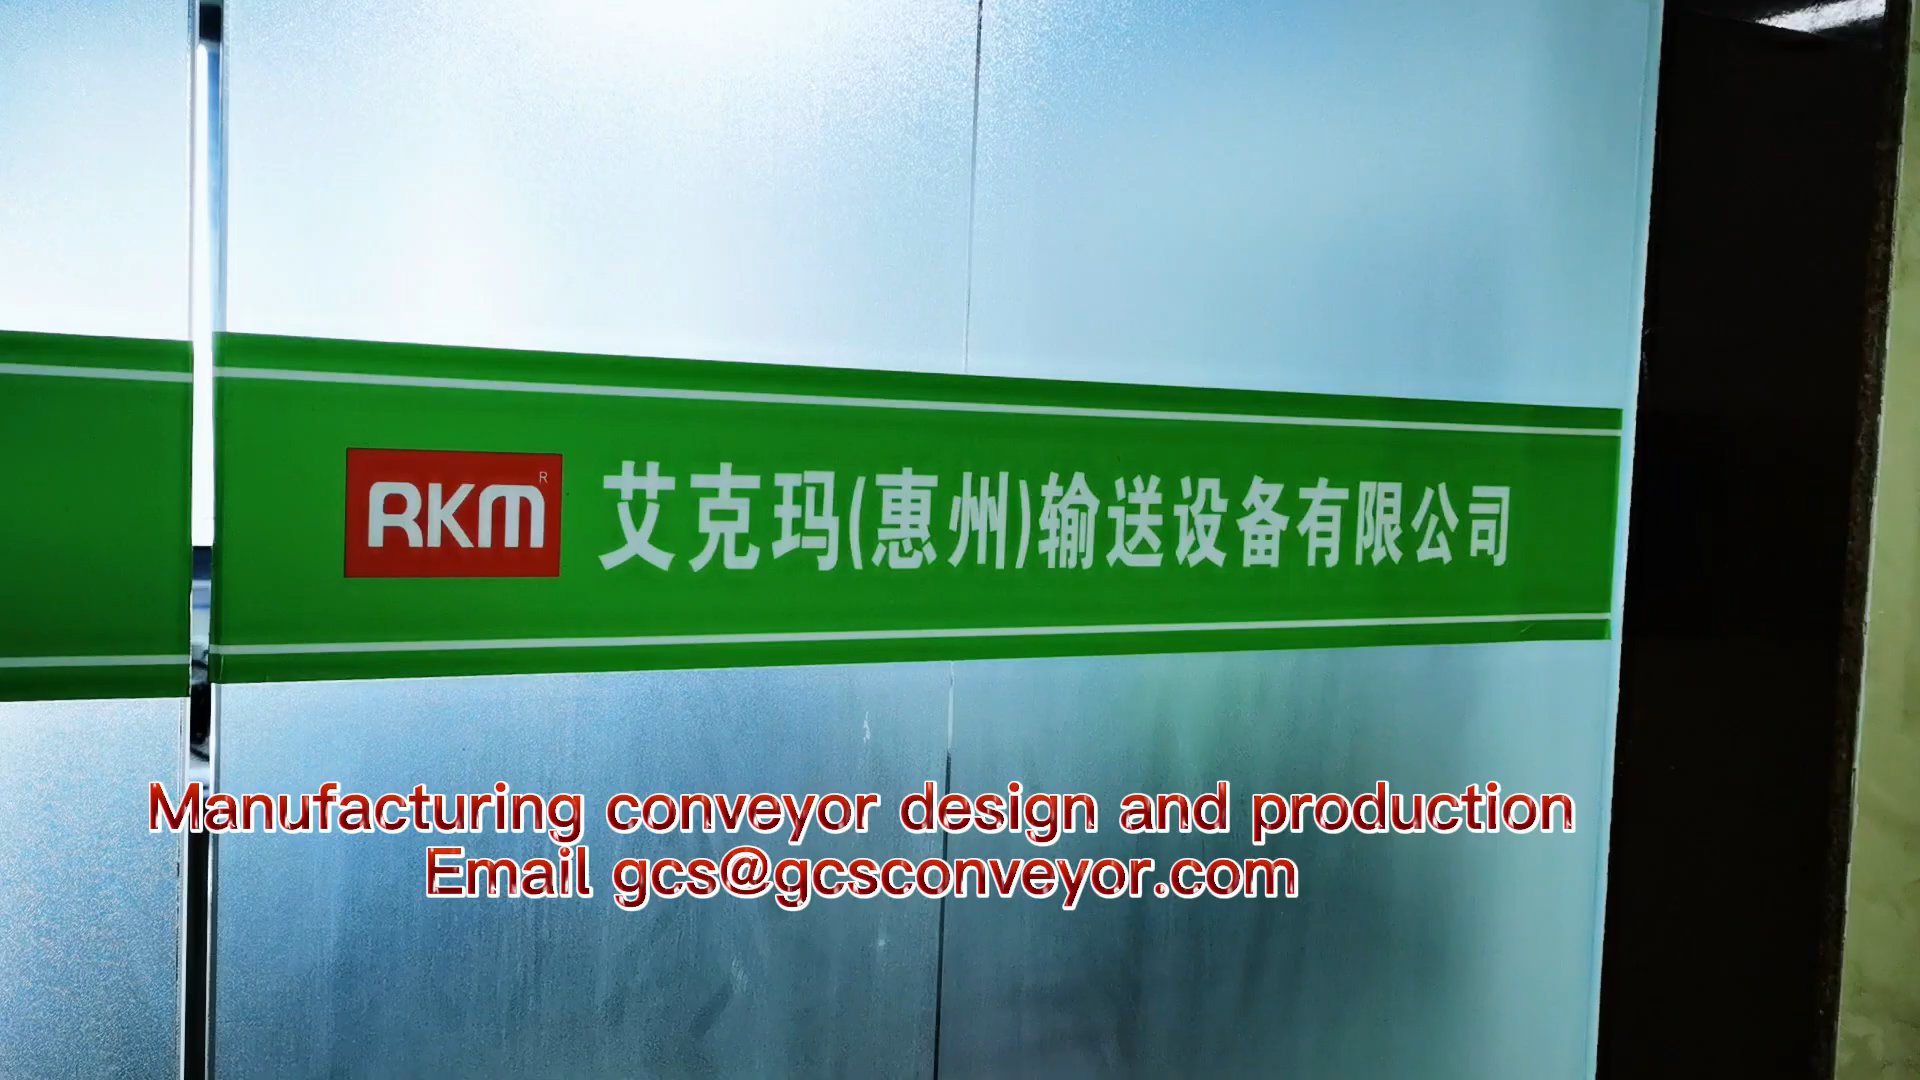 RKM R 艾克玛(惠州)输送设备有限公司
Manufacturing conveyor design and production
Email gcs@gcsconveyor.com